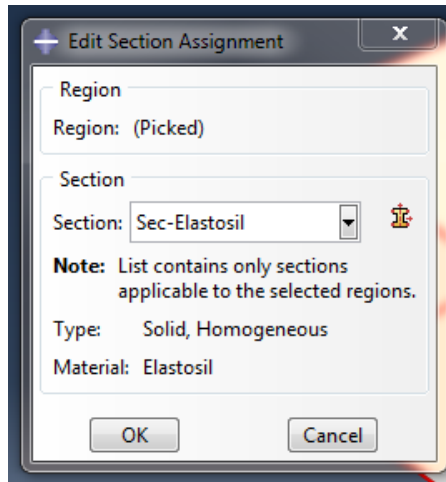 Edit Section Assignment
Region
Region: (Picked)
Section
Section: Sec-Elastosil
Note: List contains only sections
applicable to the selected regions.
Type: Solid, Homogeneous
Material: Elastosil
OK Cancel